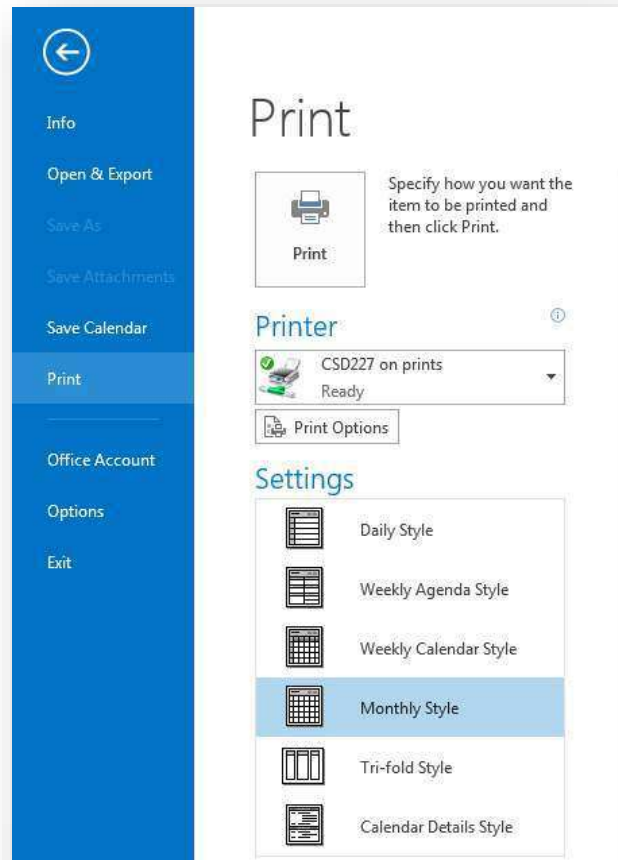 Info
Open & Export
Save As
Save Attachments
Save Calendar
Print
Office Account
Options
Exit
Print
Print
Specify how you want the
item to be printed and
then click Print.
Printer
CSD227 on prints
Ready
Print Options
Settings
Daily Style
Weekly Agenda Style
Weekly Calendar Style
Monthly Style
Tri-fold Style
Calendar Details Style